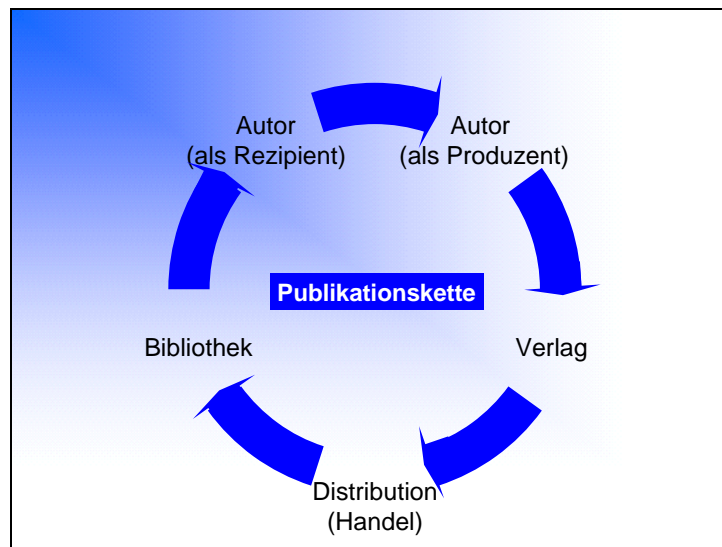 Autor
(als Rezipient)
Autor
(als Produzent)
Publikationskette
Bibliothek
Verlag
Distribution
(Handel)